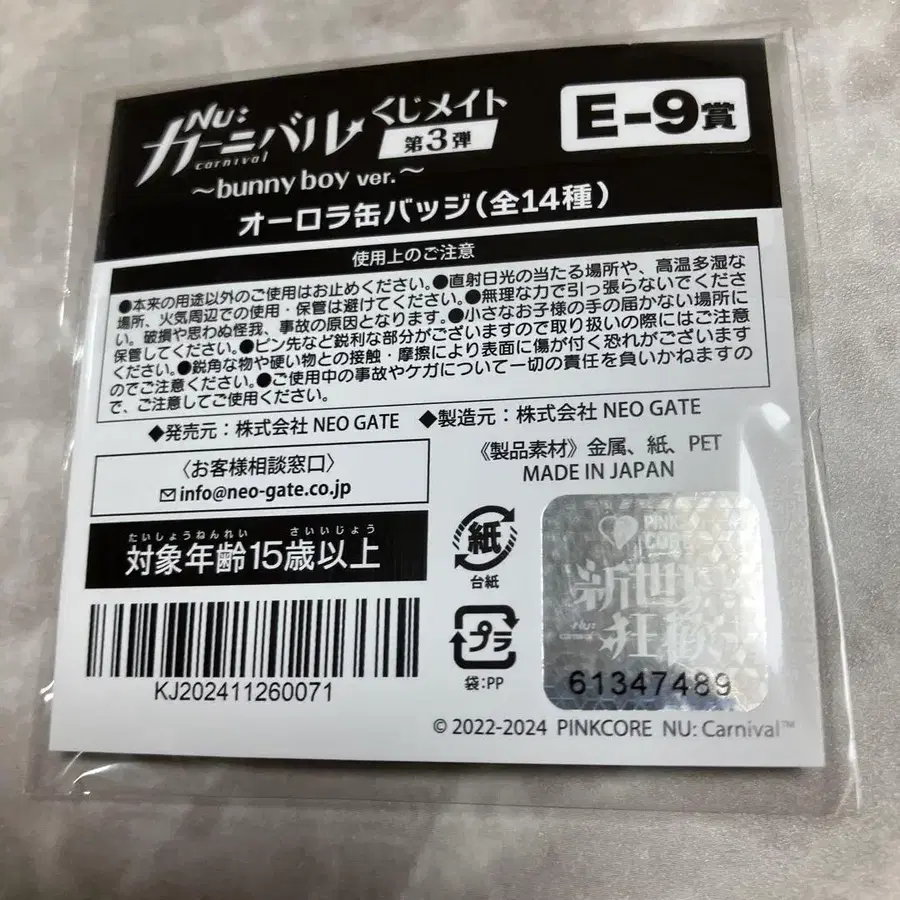 NU:
カーニバル
carnival
くじメイト
第3弾
～bunny boy ver.～
E-9賞
オーロラ缶バッジ(全14種)
使用上のご注意
●本来の用途以外のご使用はお止めください。●直射日光の当たる場所や、高温多湿な
場所、火気周辺での使用・保管は避けてください。●無理な力で引っ張らないでくださ
い。破損や思わぬ怪我、事故の原因となります。●小さなお子様の手の届かない場所に
保管してください。●ピン先など鋭利な部分がございますので取り扱いの際にはご注意
ください。●鋭角な物や硬い物との接触・摩擦により表面に傷が付く恐れがございます
のでご注意ください。●ご使用中の事故やケガについて一切の責任を負いかねますの
で、ご注意してご使用ください。
◆発売元：株式会社 NEO GATE ◆製造元：株式会社 NEO GATE
〈お客様相談窓口〉
info@neo-gate.co.jp
《製品素材》金属、紙、PET
MADE IN JAPAN
たいしょうねんれい さいいじょう
対象年齢15歳以上
紙
台紙
プラ
袋:PP
KJ202411260071
PINK
CORE
新世界
NU:
carnival
狂歡
61347489
© 2022-2024 PINKCORE NU: Carnival™